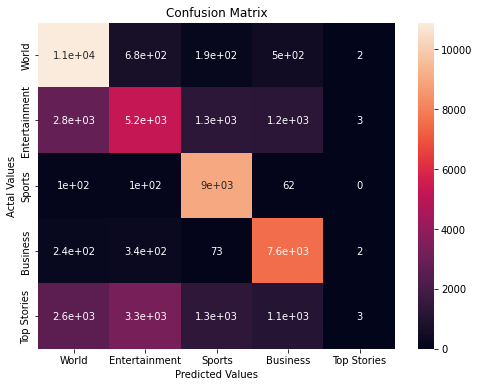 Confusion Matrix
Actal Values
World
1.1e+04 6.8e+02 1.9e+02 5e+02 2
Entertainment
2.8e+03 5.2e+03 1.3e+03 1.2e+03 3
Sports
1e+02 1e+02 9e+03 62 0
Business
2.4e+02 3.4e+02 73 7.6e+03 2
Top Stories
2.6e+03 3.3e+03 1.3e+03 1.1e+03 3
World Entertainment Sports Business Top Stories
Predicted Values
10000
8000
6000
4000
2000
0